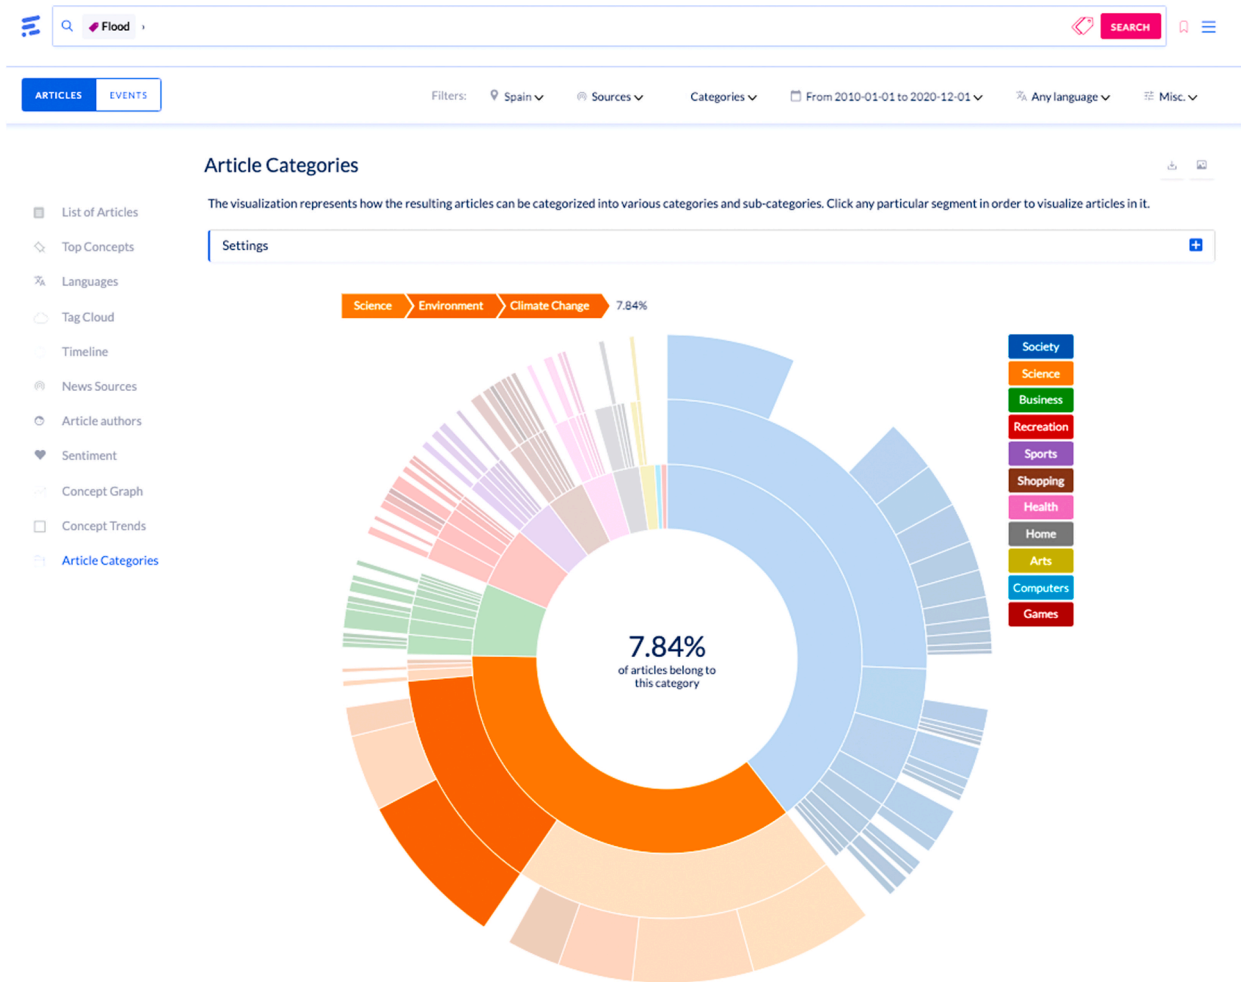 Flood ›
SEARCH
ARTICLES EVENTS
Filters: Spain Sources Categories From 2010-01-01 to 2020-12-01 Any language Misc.
Article Categories
The visualization represents how the resulting articles can be categorized into various categories and sub-categories. Click any particular segment in order to visualize articles in it.
Settings
List of Articles
Top Concepts
Languages
Tag Cloud
Timeline
News Sources
Article authors
Sentiment
Concept Graph
Concept Trends
Article Categories
Science Environment Climate Change 7.84%
7.84%
of articles belong to
this category
Society
Science
Business
Recreation
Sports
Shopping
Health
Home
Arts
Computers
Games